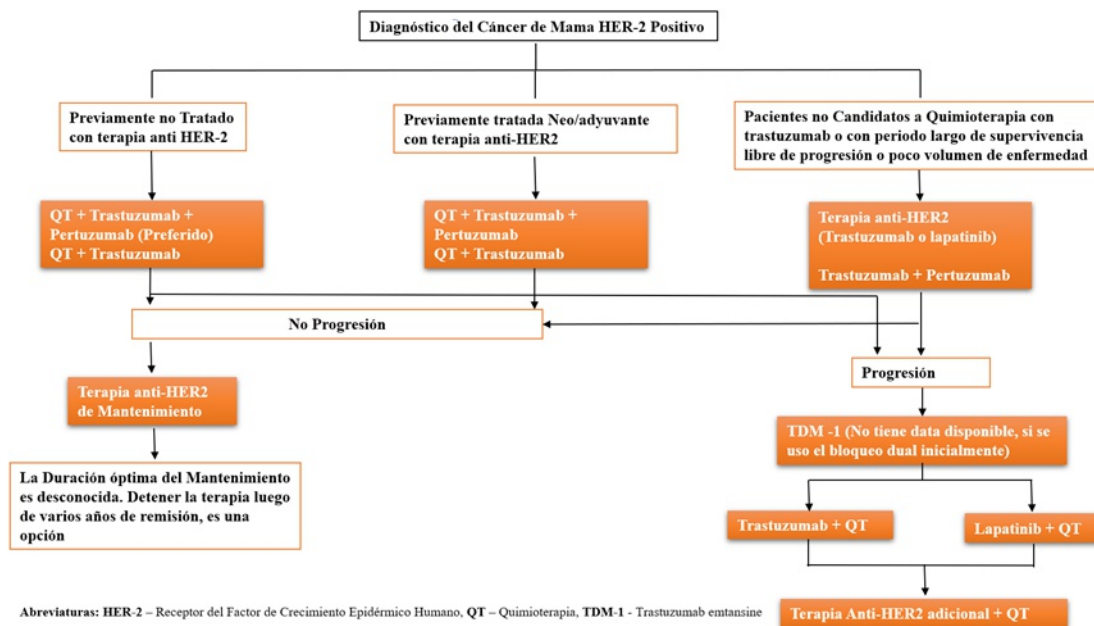 Diagnóstico del Cáncer de Mama HER-2 Positivo
Previamente no Tratado
con terapia anti HER-2
Previamente tratada Neo/adyuvante
con terapia anti-HER2
Pacientes no Candidatos a Quimioterapia con
trastuzumab o con periodo largo de supervivencia
libre de progresión o poco volumen de enfermedad
QT + Trastuzumab +
Pertuzumab (Preferido)
QT + Trastuzumab
QT + Trastuzumab +
Pertuzumab
QT + Trastuzumab
Terapia anti-HER2
(Trastuzumab o lapatinib)
Trastuzumab + Pertuzumab
No Progresión
Progresión
Terapia anti-HER2
de Mantenimiento
TDM -1 (No tiene data disponible, si se
uso el bloqueo dual inicialmente)
La Duración óptima del Mantenimiento
es desconocida. Detener la terapia luego
de varios años de remisión, es una
opción
Trastuzumab + QT
Lapatinib + QT
Terapia Anti-HER2 adicional + QT
Abreviaturas: HER-2 – Receptor del Factor de Crecimiento Epidérmico Humano, QT – Quimioterapia, TDM-1 - Trastuzumab emtansine